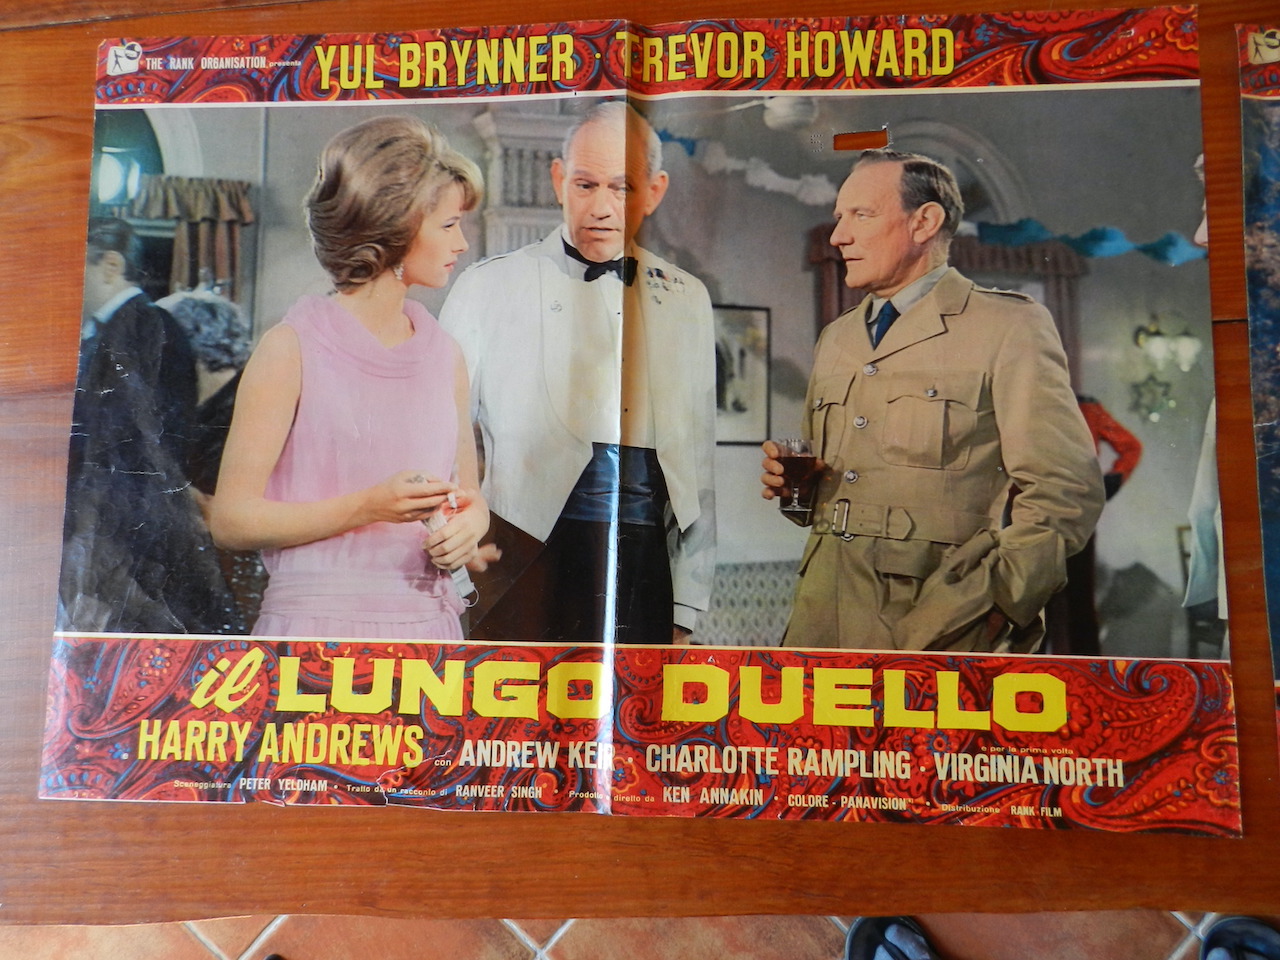 THE RANK ORGANISATION presenta YUL BRYNNER · TREVOR HOWARD
il LUNGO DUELLO
e HARRY ANDREWS con ANDREW KEIR · CHARLOTTE RAMPLING · e per la prima volta VIRGINIA NORTH
Sceneggiatura PETER YELDHAM · Tratto da un racconto di RANVEER SINGH · Prodotto diretto da KEN ANNAKIN · COLORE - PANAVISION · Distribuzione RANK FILM